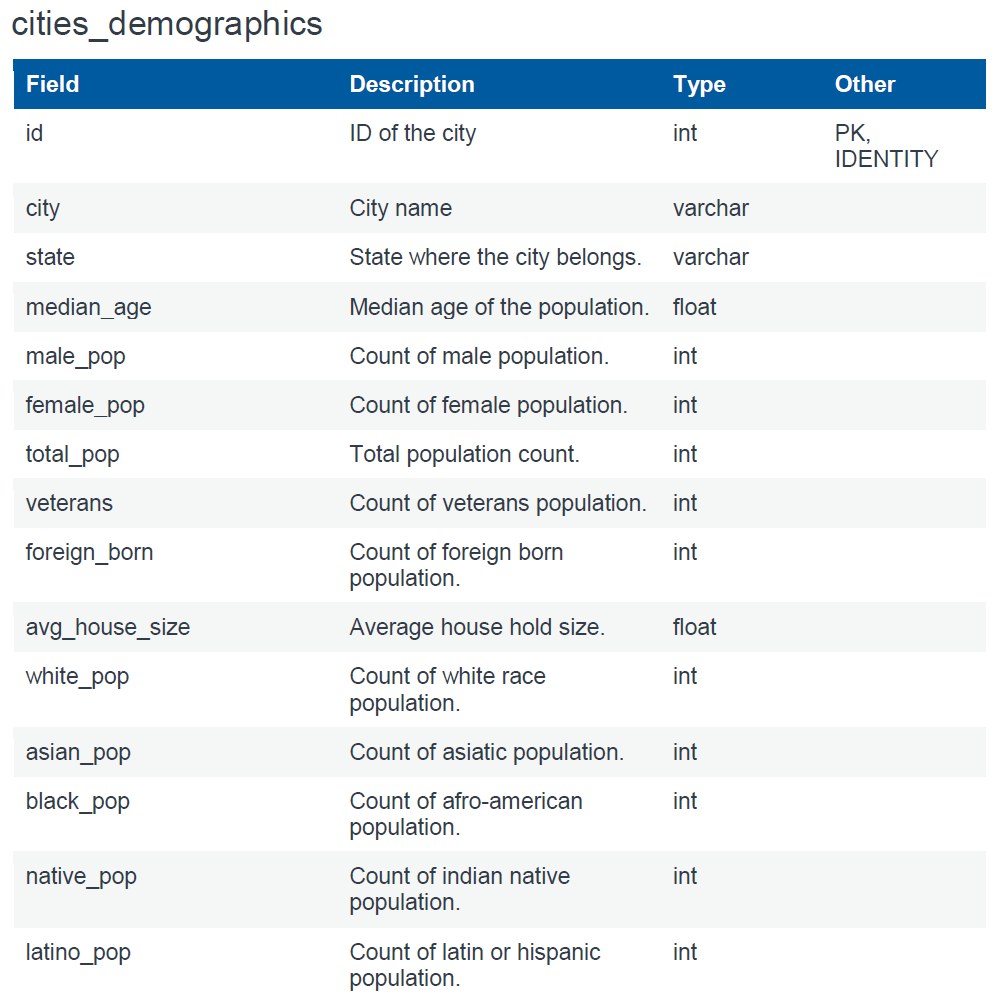 cities_demographics
Field Description Type Other
id ID of the city int PK,
IDENTITY
city City name varchar
state State where the city belongs. varchar
median_age Median age of the population. float
male_pop Count of male population. int
female_pop Count of female population. int
total_pop Total population count. int
veterans Count of veterans population. int
foreign_born Count of foreign born int
population.
avg_house_size Average house hold size. float
white_pop Count of white race int
population.
asian_pop Count of asiatic population. int
black_pop Count of afro-american int
population.
native_pop Count of indian native int
population.
latino_pop Count of latin or hispanic int
population.